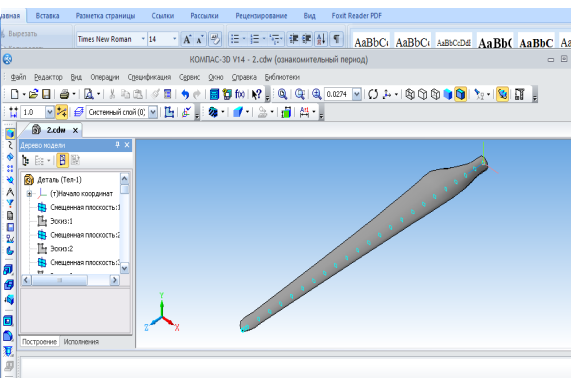 авная Вставка Разметка страницы Ссылки Рассылки Рецензирование Вид Foxit Reader PDF
Вырезать
Times New Roman 14 AaBbCc AaBbCc AaBbCcDdE AaBb( AaBbC Aa
КОМПАС-3D V14 - 2.cdw (ознакомительный период)
Файл Редактор Вид Операции Спецификация Сервис Окно Справка Библиотеки
f(x) 0.0274
1.0 Системный слой (0)
2.cdw
Дерево модели
Деталь (Тел-1)
(т)Начало координат
Смещенная плоскость:1
Эскиз:1
Смещенная плоскость:2
Эскиз:2
Смещенная плоскость:3
Y
Z X
Построение Исполнения